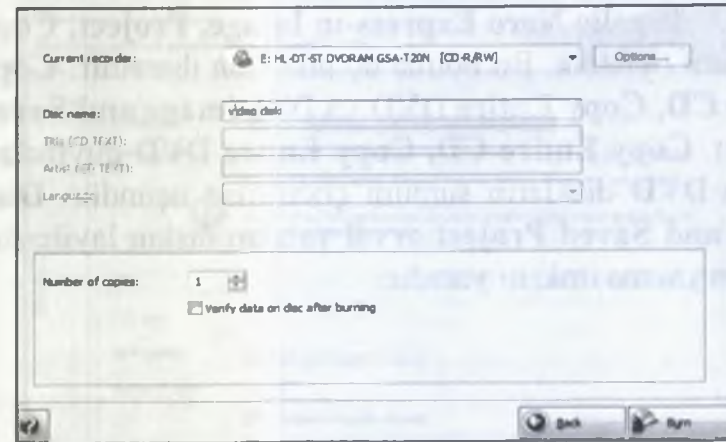 Current recorder: E: HL-DT-ST DVDRAM GSA-T20N [CD-R/RW] Options...
Disc name: video disk
Title (CD TEXT):
Artist (CD TEXT):
Language:
Number of copies: 1
Verify data on disc after burning
Back Burn